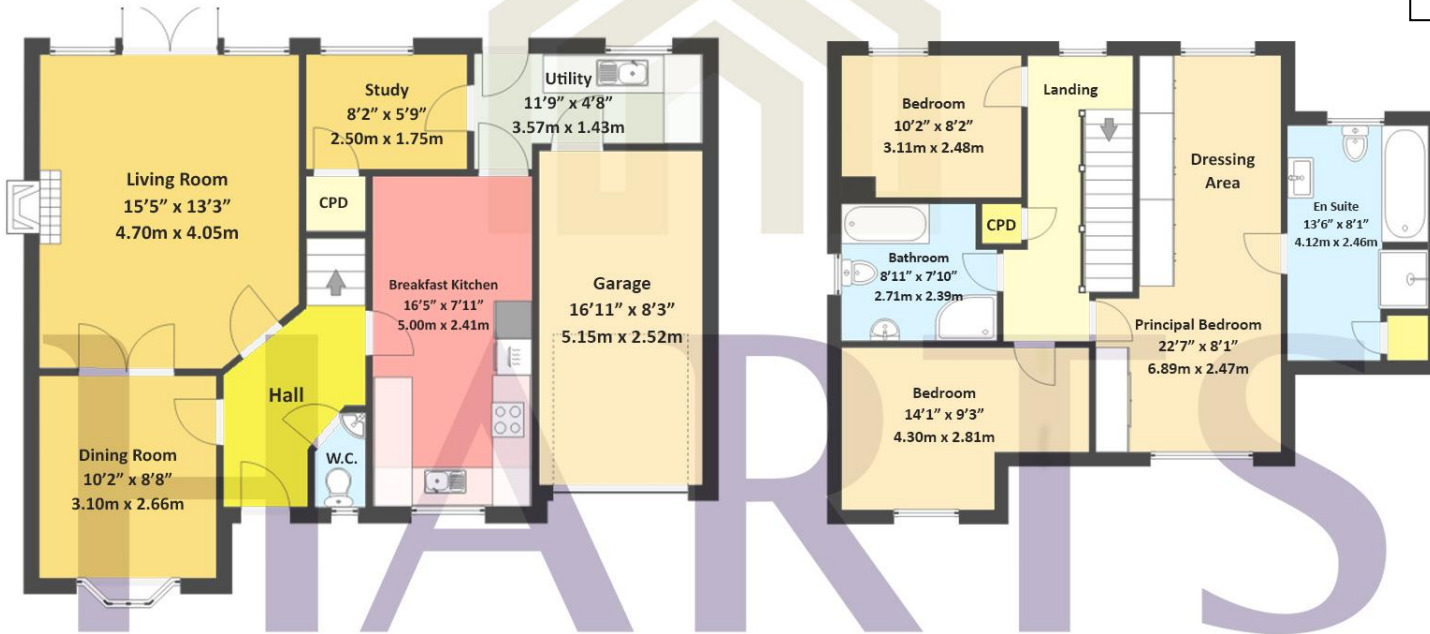 Living Room
15’5” x 13’3”
4.70m x 4.05m
Study
8’2” x 5’9”
2.50m x 1.75m
Utility
11’9” x 4’8”
3.57m x 1.43m
CPD
Breakfast Kitchen
16’5” x 7’11”
5.00m x 2.41m
Garage
16’11” x 8’3”
5.15m x 2.52m
Hall
Dining Room
10’2” x 8’8”
3.10m x 2.66m
W.C.
Bedroom
10’2” x 8’2”
3.11m x 2.48m
Landing
Dressing
Area
En Suite
13’6” x 8’1”
4.12m x 2.46m
CPD
Bathroom
8’11” x 7’10”
2.71m x 2.39m
Principal Bedroom
22’7” x 8’1”
6.89m x 2.47m
Bedroom
14’1” x 9’3”
4.30m x 2.81m
HARTS